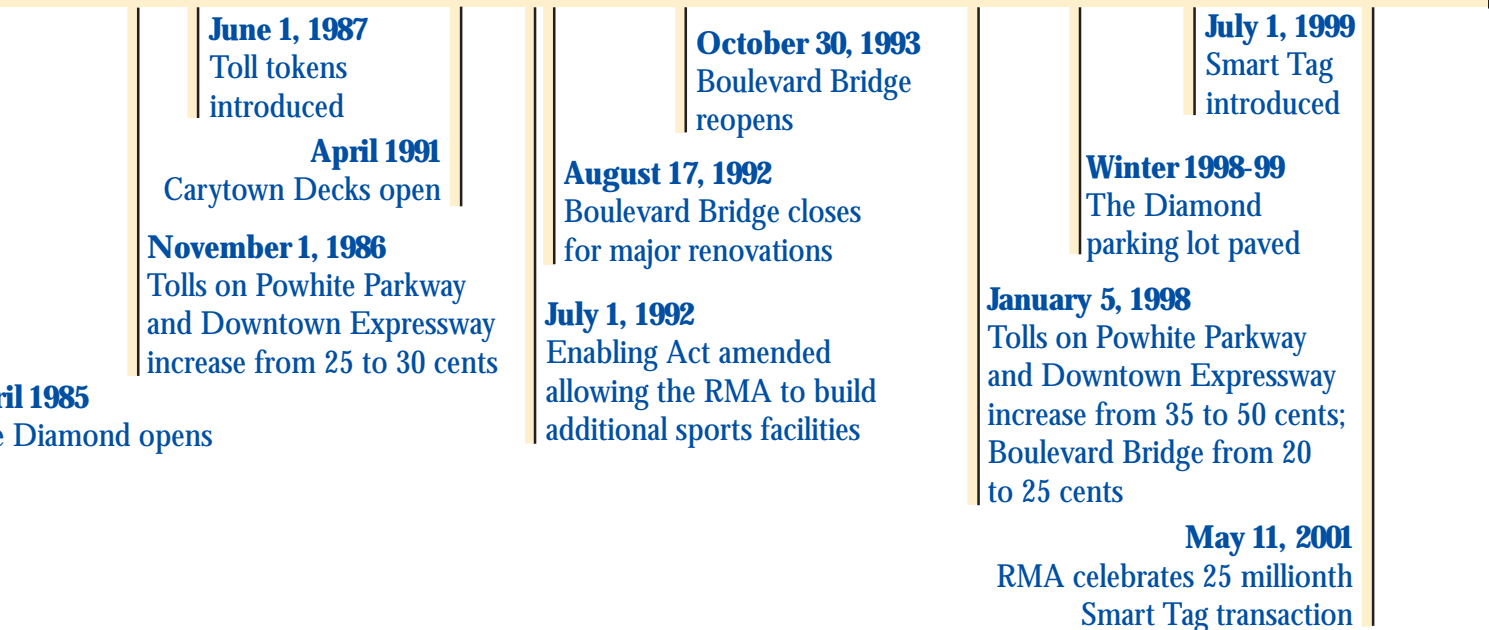 June 1, 1987
Toll tokens
introduced
April 1991
Carytown Decks open
November 1, 1986
Tolls on Powhite Parkway
and Downtown Expressway
increase from 25 to 30 cents
ril 1985
e Diamond opens
October 30, 1993
Boulevard Bridge
reopens
August 17, 1992
Boulevard Bridge closes
for major renovations
July 1, 1992
Enabling Act amended
allowing the RMA to build
additional sports facilities
July 1, 1999
Smart Tag
introduced
Winter 1998-99
The Diamond
parking lot paved
January 5, 1998
Tolls on Powhite Parkway
and Downtown Expressway
increase from 35 to 50 cents;
Boulevard Bridge from 20
to 25 cents
May 11, 2001
RMA celebrates 25 millionth
Smart Tag transaction